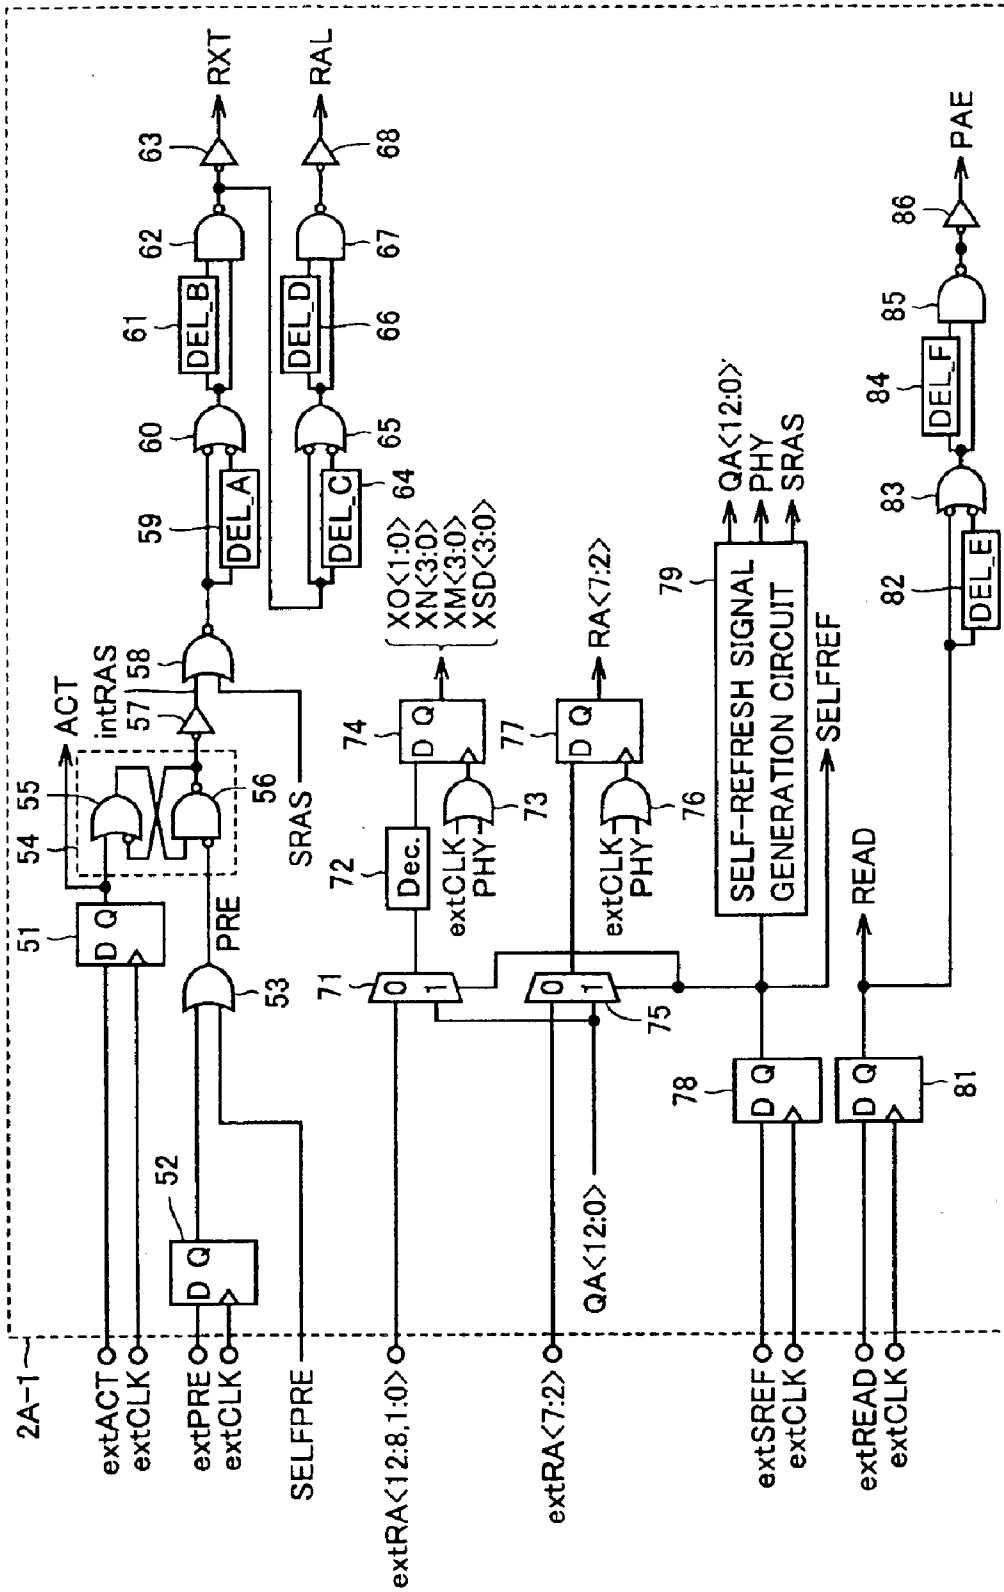 2A-1
extACT
extCLK
51
D Q
ACT
54
55
56
intRAS
57
58
59
DEL_A
60
61
DEL_B
62
63
RXT
extPRE
extCLK
52
D Q
53
PRE
SELFPRE
SRAS
64
DEL_C
65
66
DEL_D
67
68
RAL
extRA<12:8,1:0>
71
0
1
72
Dec.
extCLK
PHY
73
74
D Q
XO<1:0>
XN<3:0>
XM<3:0>
XSD<3:0>
extRA<7:2>
QA<12:0>
75
0
1
extCLK
PHY
76
77
D Q
RA<7:2>
extSREF
extCLK
78
D Q
79
SELF-REFRESH SIGNAL
GENERATION CIRCUIT
QA<12:0>
PHY
SRAS
SELFREF
extREAD
extCLK
81
D Q
READ
82
DEL_E
83
84
DEL_F
85
86
PAE